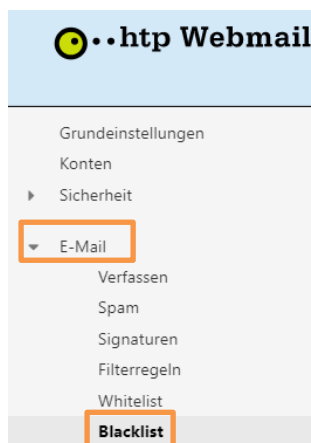 htp Webmail
Grundeinstellungen
Konten
Sicherheit
E-Mail
Verfassen
Spam
Signaturen
Filterregeln
Whitelist
Blacklist